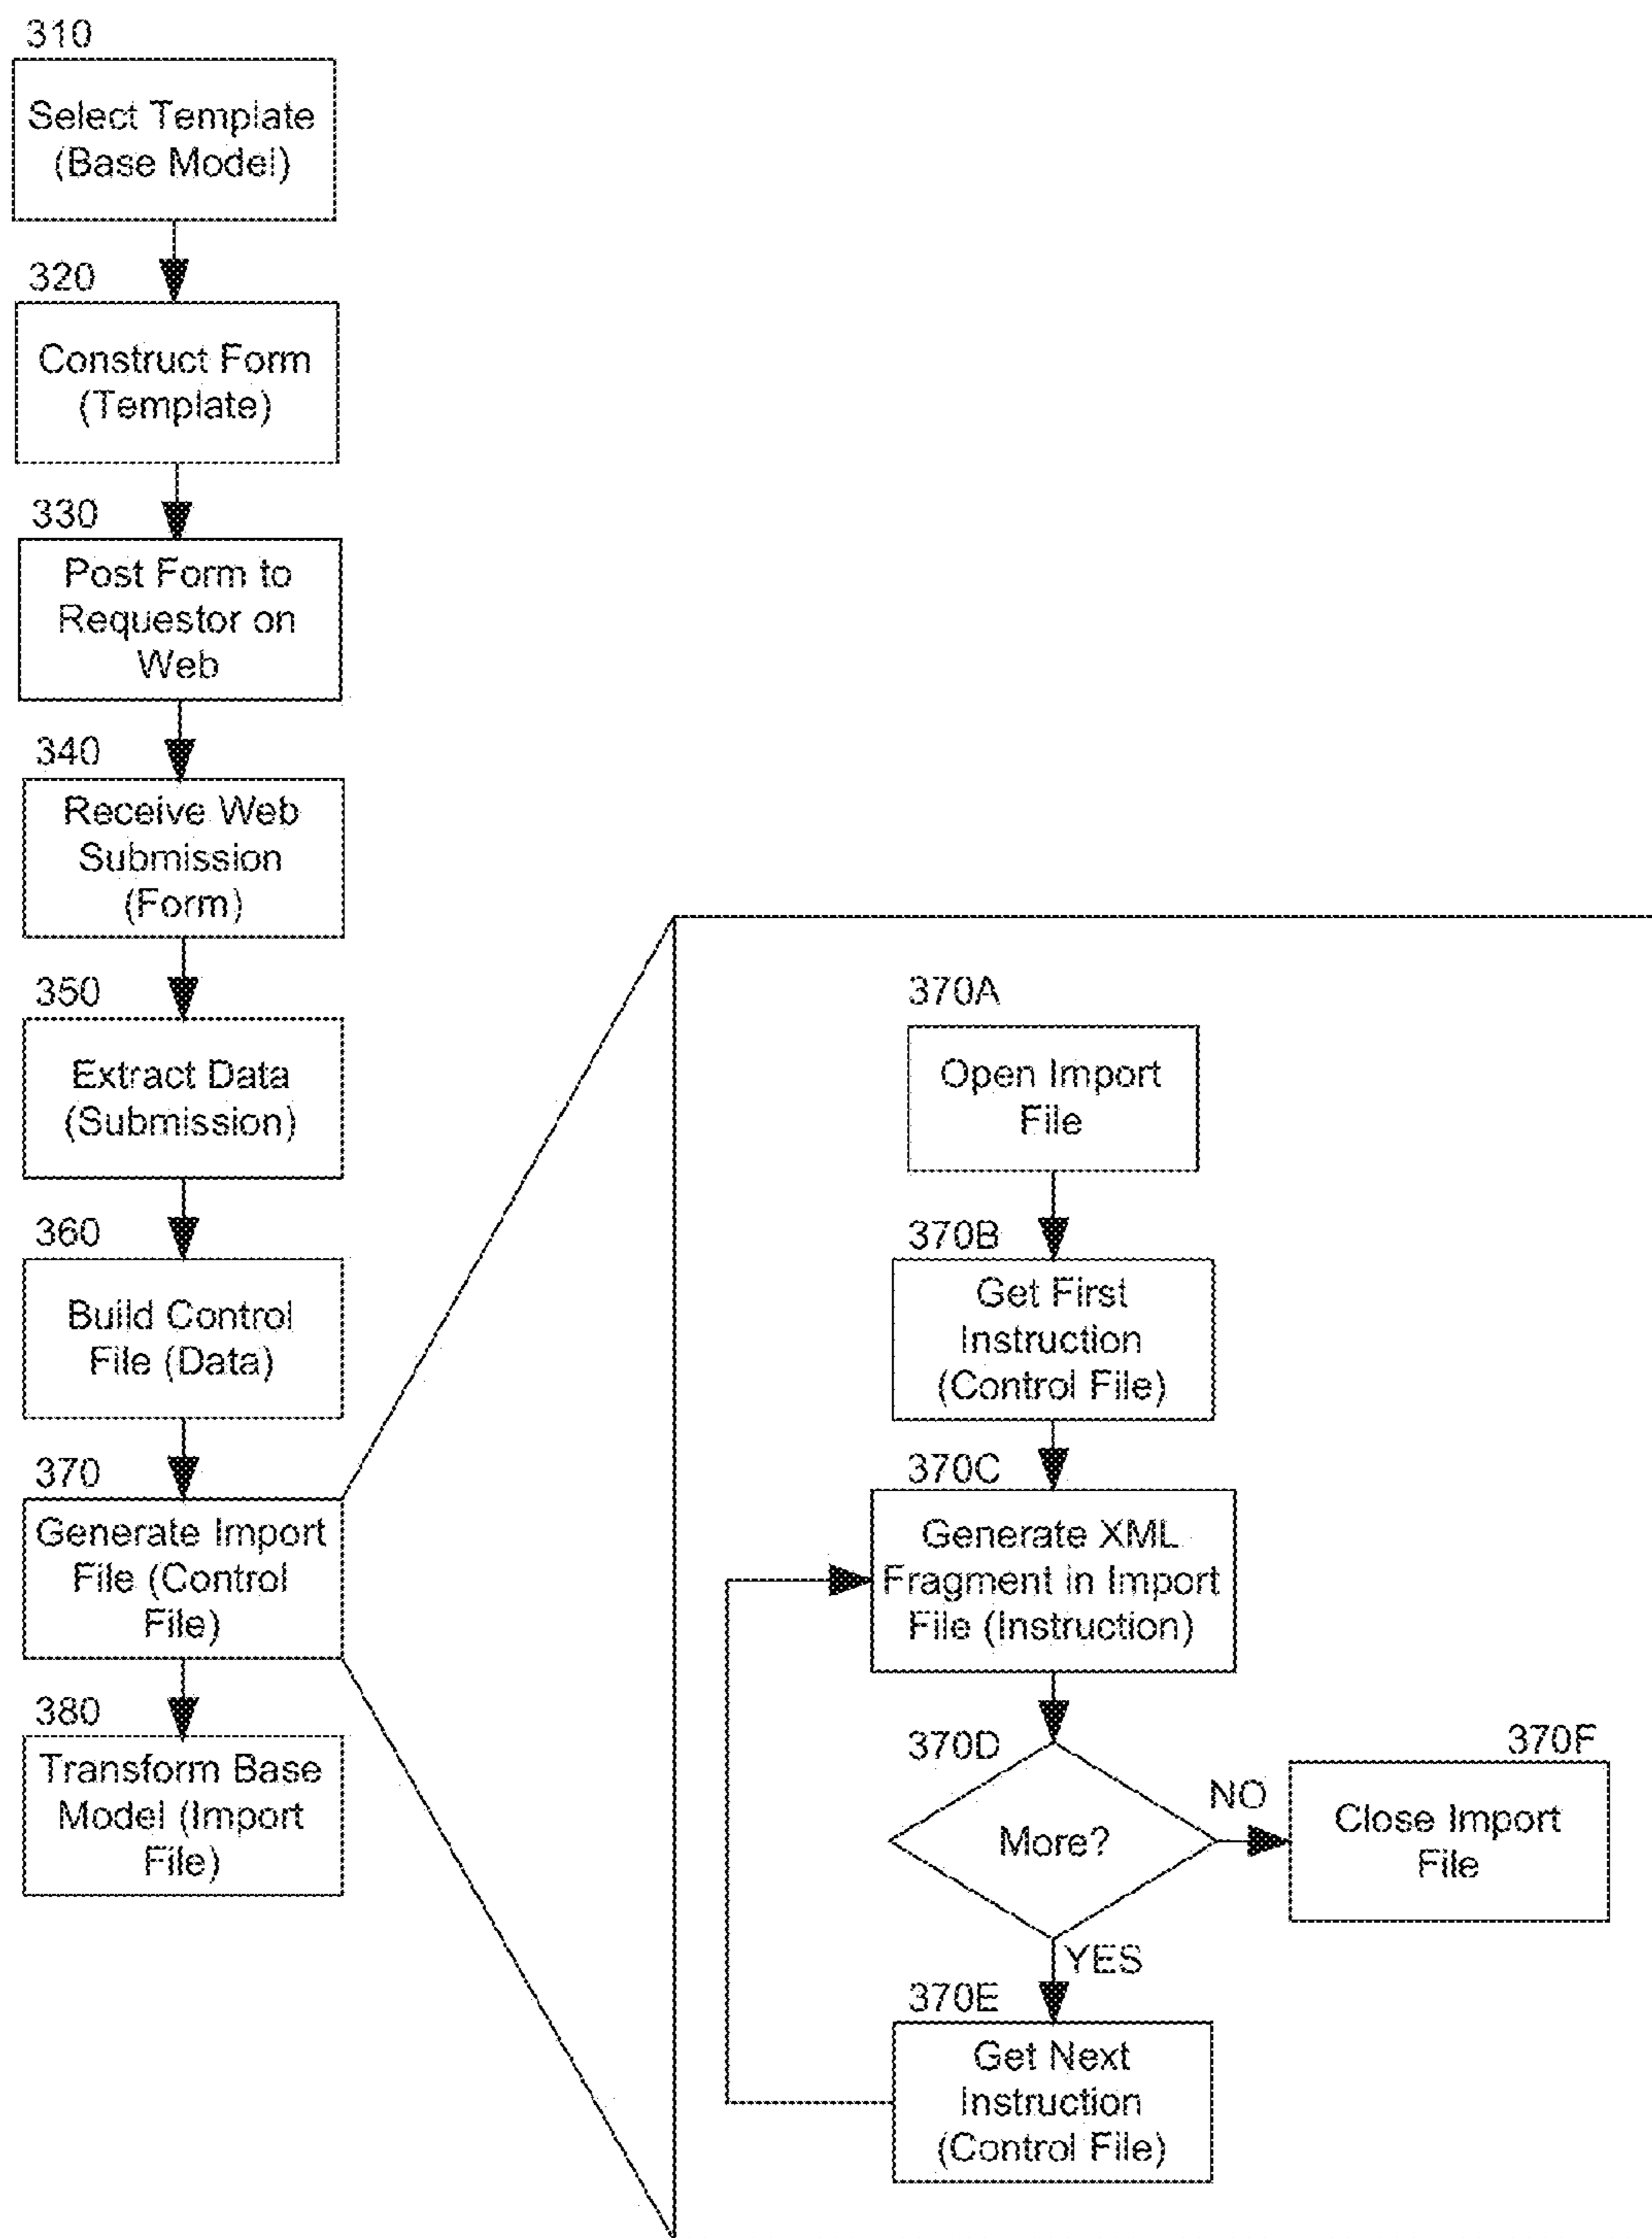 310
Select Template
(Base Model)
320
Construct Form
(Template)
330
Post Form to
Requestor on
Web
340
Receive Web
Submission
(Form)
350
Extract Data
(Submission)
360
Build Control
File (Data)
370
Generate Import
File (Control
File)
380
Transform Base
Model (Import
File)
370A
Open Import
File
370B
Get First
Instruction
(Control File)
370C
Generate XML
Fragment in Import
File (Instruction)
370D
More?
NO
370F
Close Import
File
YES
370E
Get Next
Instruction
(Control File)